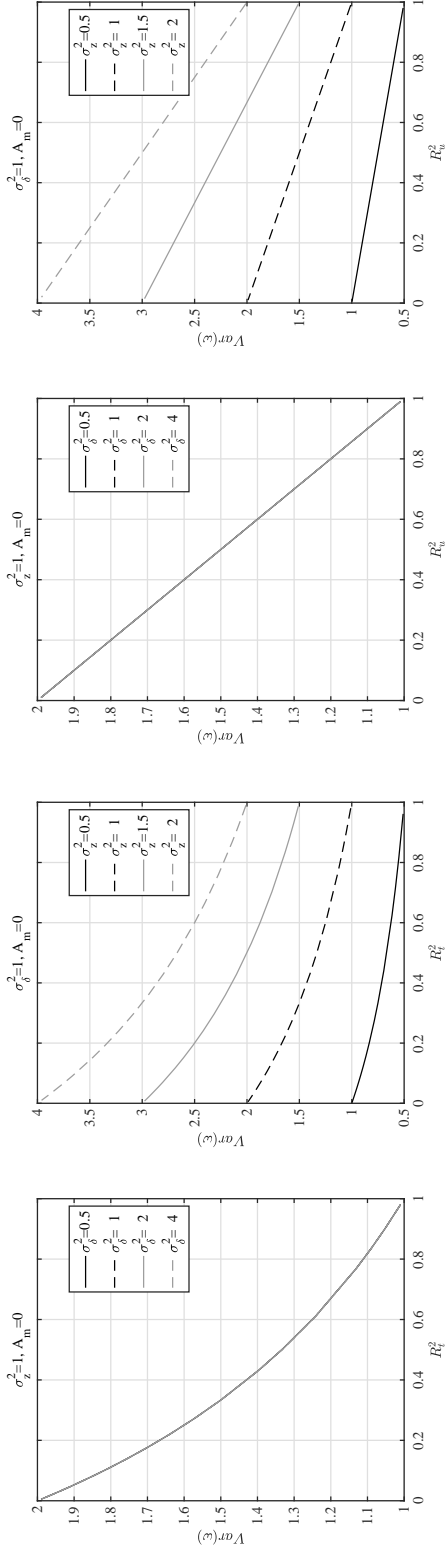 σ_z^2=1, A_m=0
Var(ω)
2
1.9
1.8
1.7
1.6
1.5
1.4
1.3
1.2
1.1
1
0 0.2 0.4 0.6 0.8 1
R_t^2
σ_δ^2=0.5
σ_δ^2= 1
σ_δ^2= 2
σ_δ^2= 4
σ_δ^2=1, A_m=0
Var(ω)
4
3.5
3
2.5
2
1.5
1
0.5
0 0.2 0.4 0.6 0.8 1
R_t^2
σ_z^2=0.5
σ_z^2= 1
σ_z^2=1.5
σ_z^2= 2
σ_z^2=1, A_m=0
Var(ω)
2
1.9
1.8
1.7
1.6
1.5
1.4
1.3
1.2
1.1
1
0 0.2 0.4 0.6 0.8 1
R_u^2
σ_δ^2=0.5
σ_δ^2= 1
σ_δ^2= 2
σ_δ^2= 4
σ_δ^2=1, A_m=0
Var(ω)
4
3.5
3
2.5
2
1.5
1
0.5
0 0.2 0.4 0.6 0.8 1
R_u^2
σ_z^2=0.5
σ_z^2= 1
σ_z^2=1.5
σ_z^2= 2